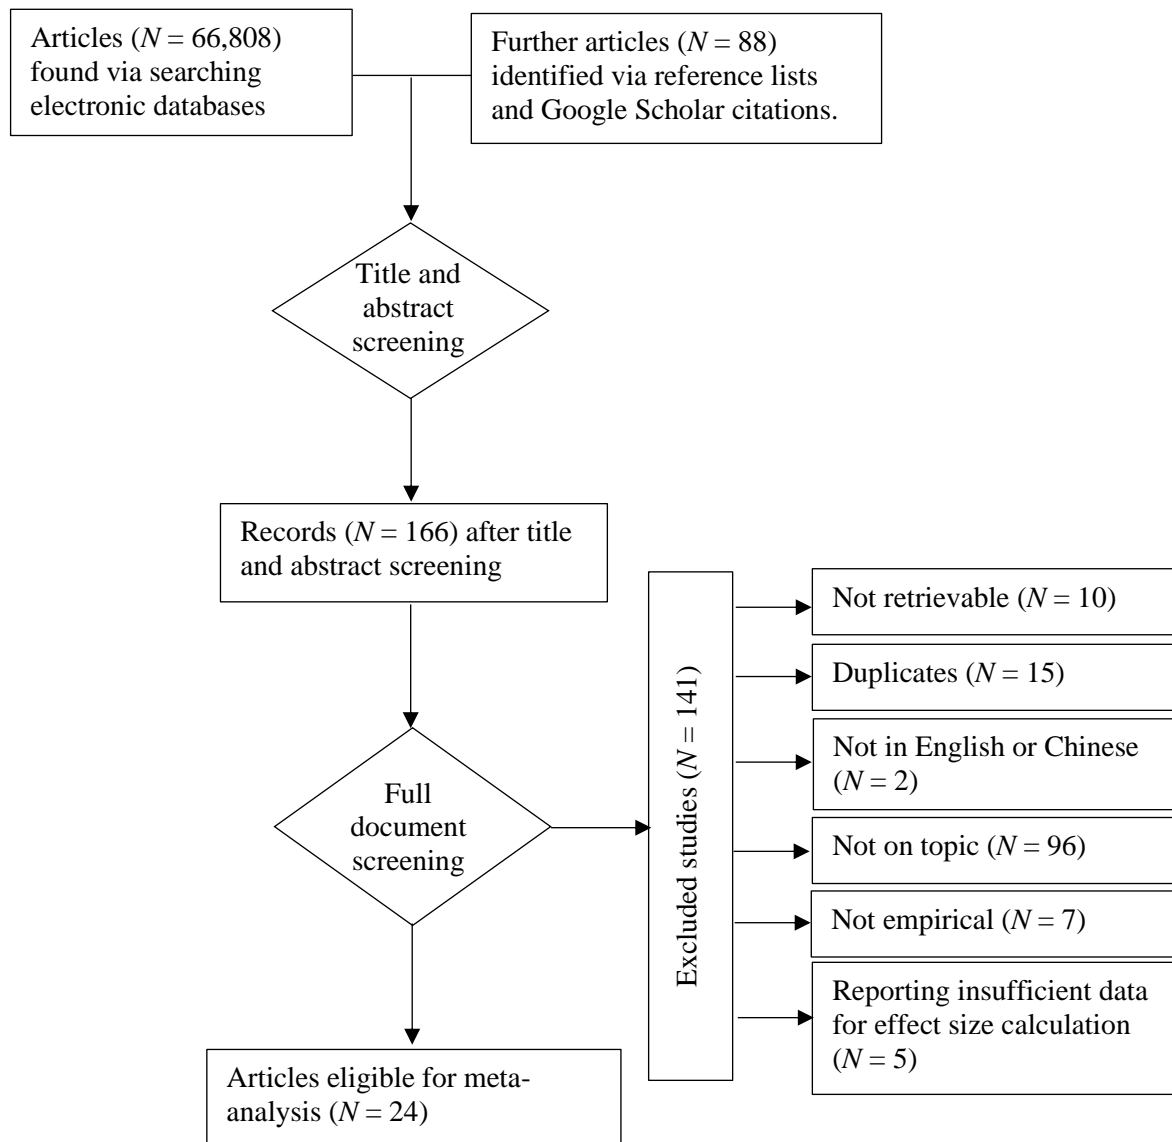 Articles (N = 66,808)
found via searching
electronic databases
Further articles (N = 88)
identified via reference lists
and Google Scholar citations.
Title and
abstract
screening
Records (N = 166) after title
and abstract screening
Full
document
screening
Excluded studies (N = 141)
Not retrievable (N = 10)
Duplicates (N = 15)
Not in English or Chinese
(N = 2)
Not on topic (N = 96)
Not empirical (N = 7)
Reporting insufficient data
for effect size calculation
(N = 5)
Articles eligible for meta-
analysis (N = 24)